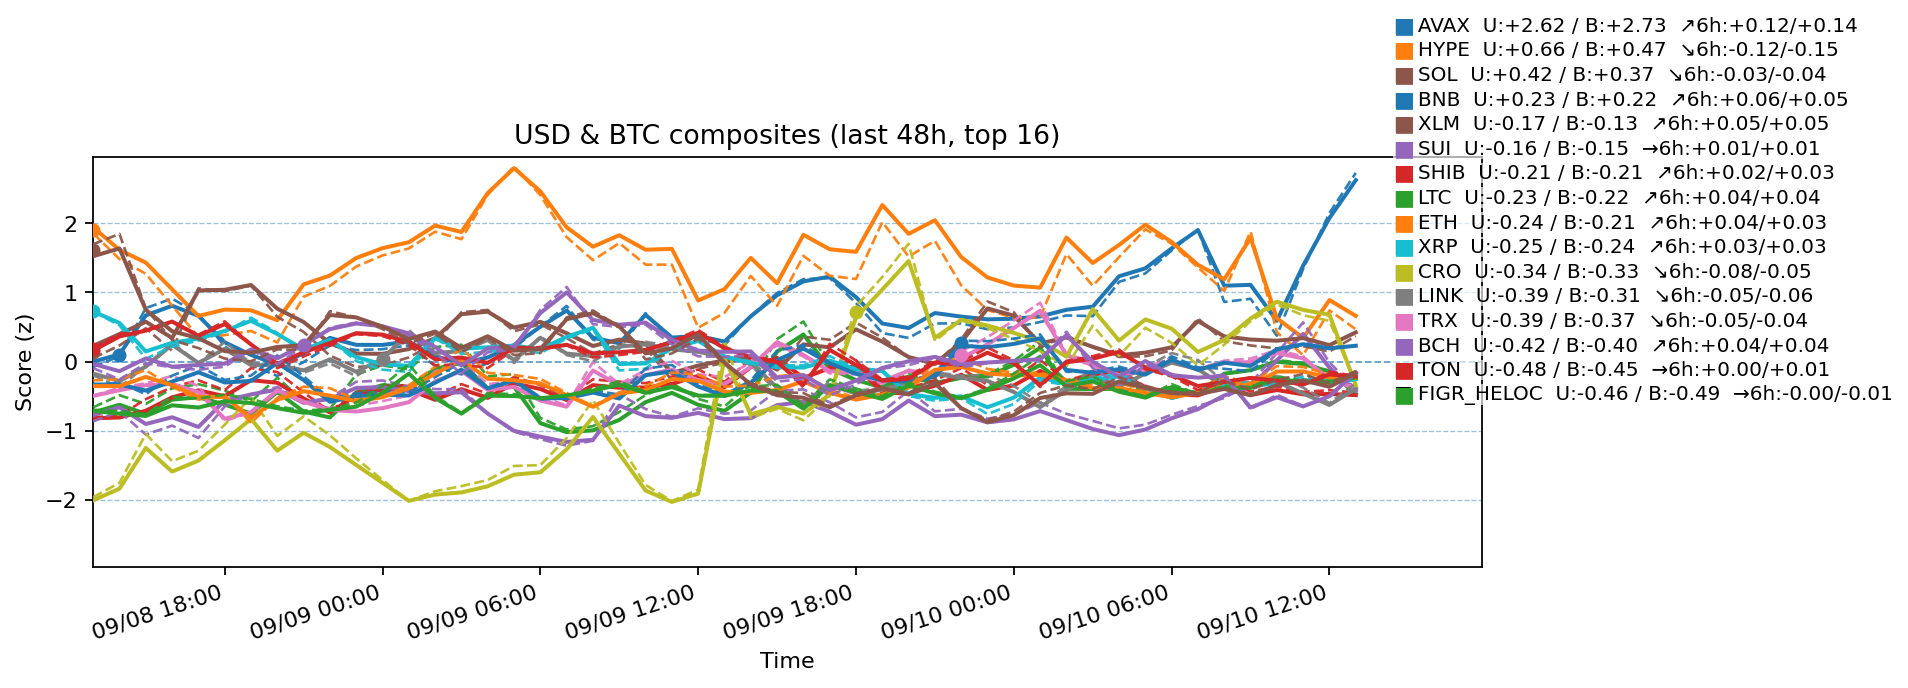 AVAX  U:+2.62 / B:+2.73  ↗6h:+0.12/+0.14
HYPE  U:+0.66 / B:+0.47  ↘6h:-0.12/-0.15
SOL  U:+0.42 / B:+0.37  ↘6h:-0.03/-0.04
BNB  U:+0.23 / B:+0.22  ↗6h:+0.06/+0.05
XLM  U:-0.17 / B:-0.13  ↗6h:+0.05/+0.05
SUI  U:-0.16 / B:-0.15  →6h:+0.01/+0.01
SHIB  U:-0.21 / B:-0.21  ↗6h:+0.02/+0.03
LTC  U:-0.23 / B:-0.22  ↗6h:+0.04/+0.04
ETH  U:-0.24 / B:-0.21  ↗6h:+0.04/+0.03
XRP  U:-0.25 / B:-0.24  ↗6h:+0.03/+0.03
CRO  U:-0.34 / B:-0.33  ↘6h:-0.08/-0.05
LINK  U:-0.39 / B:-0.31  ↘6h:-0.05/-0.06
TRX  U:-0.39 / B:-0.37  ↘6h:-0.05/-0.04
BCH  U:-0.42 / B:-0.40  ↗6h:+0.04/+0.04
TON  U:-0.48 / B:-0.45  →6h:+0.00/+0.01
FIGR_HELOC  U:-0.46 / B:-0.49  →6h:-0.00/-0.01
USD & BTC composites (last 48h, top 16)
Score (z)
2
1
0
−1
−2
09/08 18:00
09/09 00:00
09/09 06:00
09/09 12:00
09/09 18:00
09/10 00:00
09/10 06:00
09/10 12:00
Time